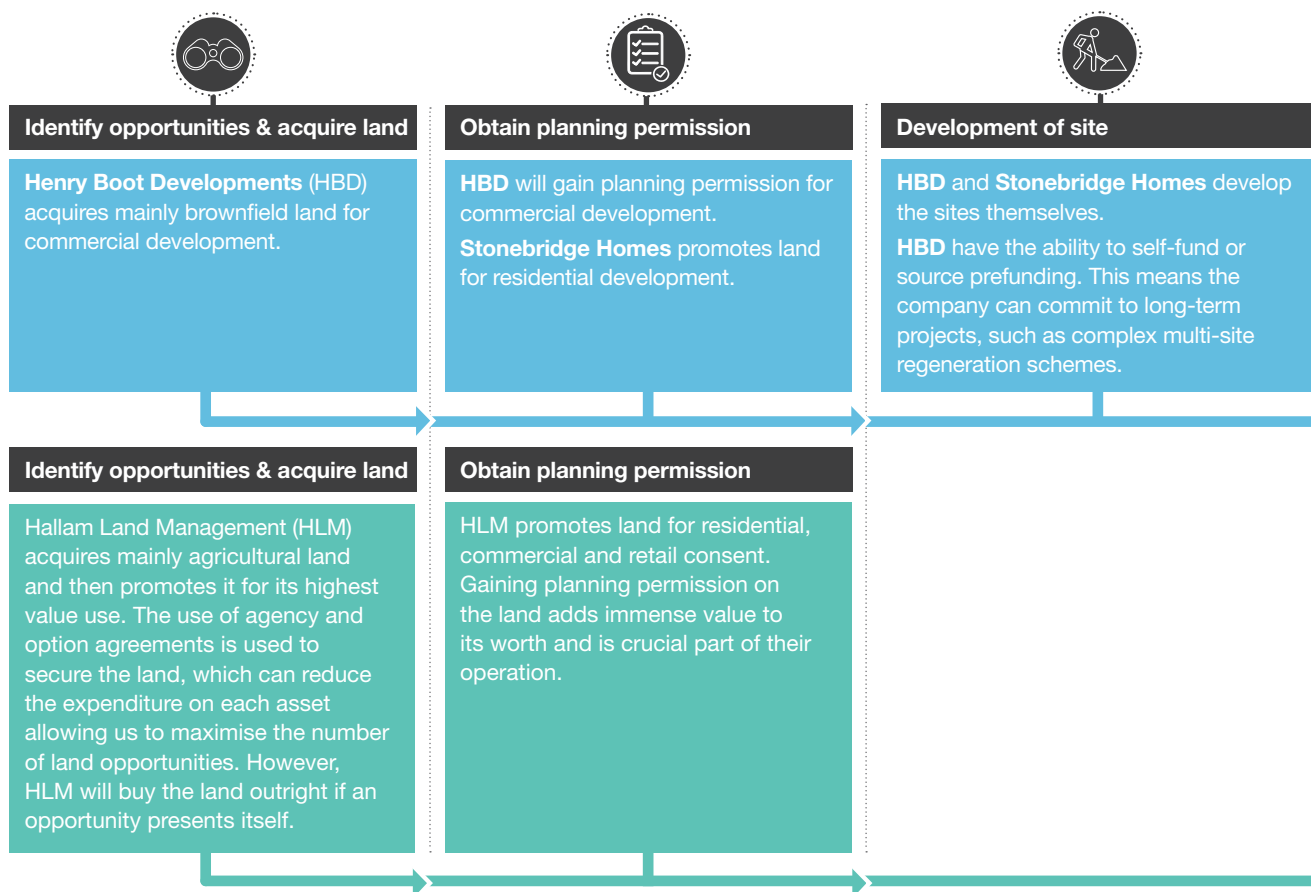 Identify opportunities & acquire land
Henry Boot Developments (HBD)
acquires mainly brownfield land for
commercial development.
Obtain planning permission
HBD will gain planning permission for
commercial development.
Stonebridge Homes promotes land
for residential development.
Development of site
HBD and Stonebridge Homes develop
the sites themselves.
HBD have the ability to self-fund or
source prefunding. This means the
company can commit to long-term
projects, such as complex multi-site
regeneration schemes.
Identify opportunities & acquire land
Hallam Land Management (HLM)
acquires mainly agricultural land
and then promotes it for its highest
value use. The use of agency and
option agreements is used to
secure the land, which can reduce
the expenditure on each asset
allowing us to maximise the number
of land opportunities. However,
HLM will buy the land outright if an
opportunity presents itself.
Obtain planning permission
HLM promotes land for residential,
commercial and retail consent.
Gaining planning permission on
the land adds immense value to
its worth and is crucial part of their
operation.